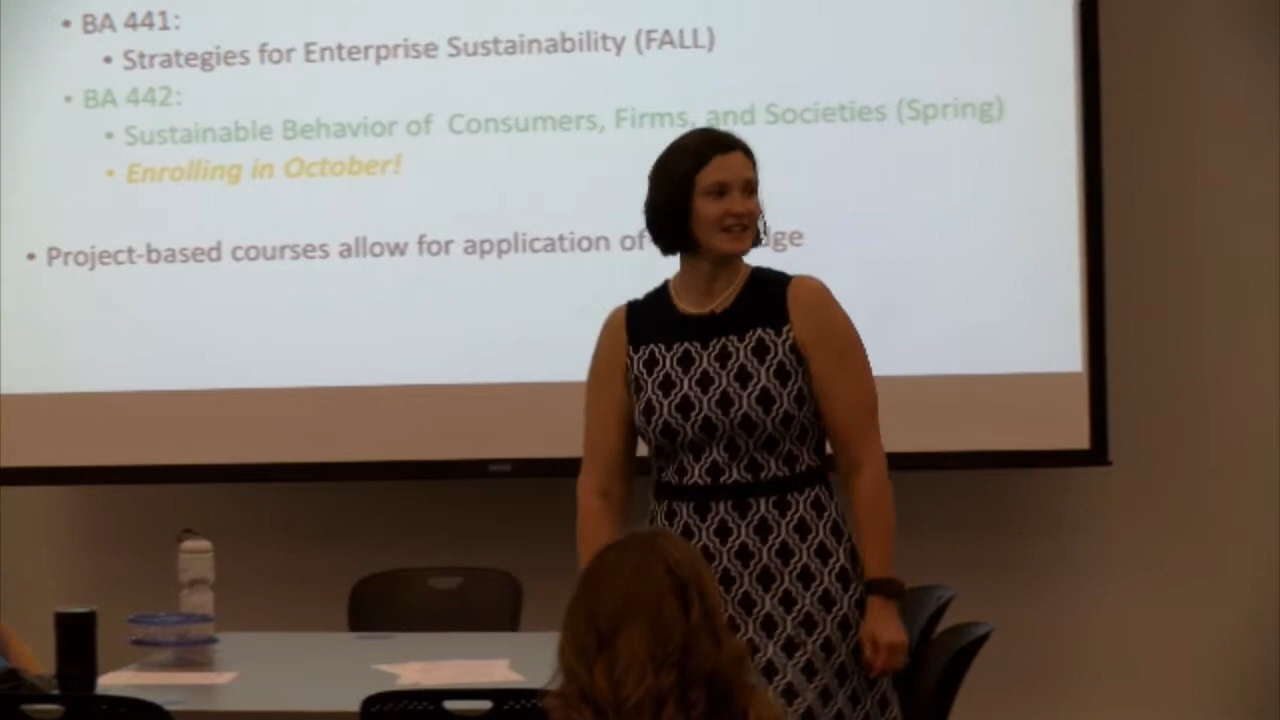 • BA 441:
• Strategies for Enterprise Sustainability (FALL)
• BA 442:
• Sustainable Behavior of Consumers, Firms, and Societies (Spring)
• Enrolling in October!
• Project-based courses allow for application of dge